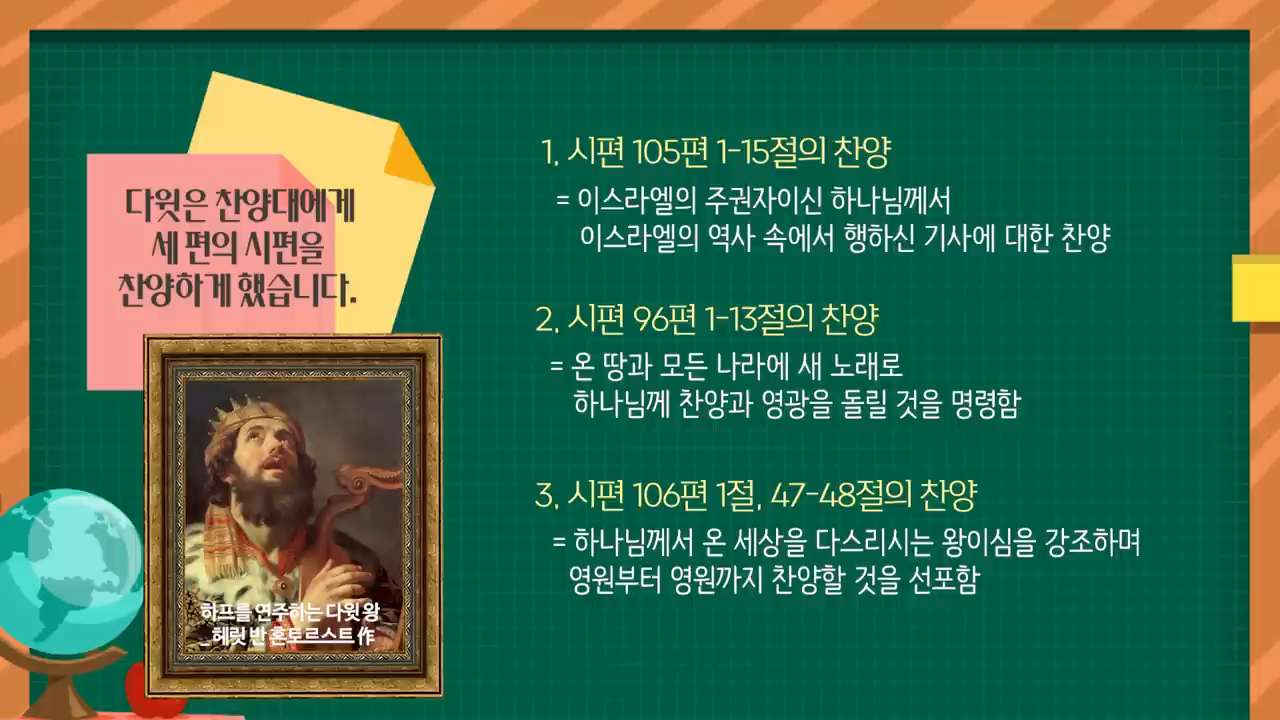 다윗은 찬양대에게
세 편의 시편을
찬양하게 했습니다.
하프를 연주하는 다윗 왕
_헤릿 반 혼토르스트 作
1. 시편 105편 1-15절의 찬양
= 이스라엘의 주권자이신 하나님께서
이스라엘의 역사 속에서 행하신 기사에 대한 찬양
2. 시편 96편 1-13절의 찬양
= 온 땅과 모든 나라에 새 노래로
하나님께 찬양과 영광을 돌릴 것을 명령함
3. 시편 106편 1절, 47-48절의 찬양
= 하나님께서 온 세상을 다스리시는 왕이심을 강조하며
영원부터 영원까지 찬양할 것을 선포함